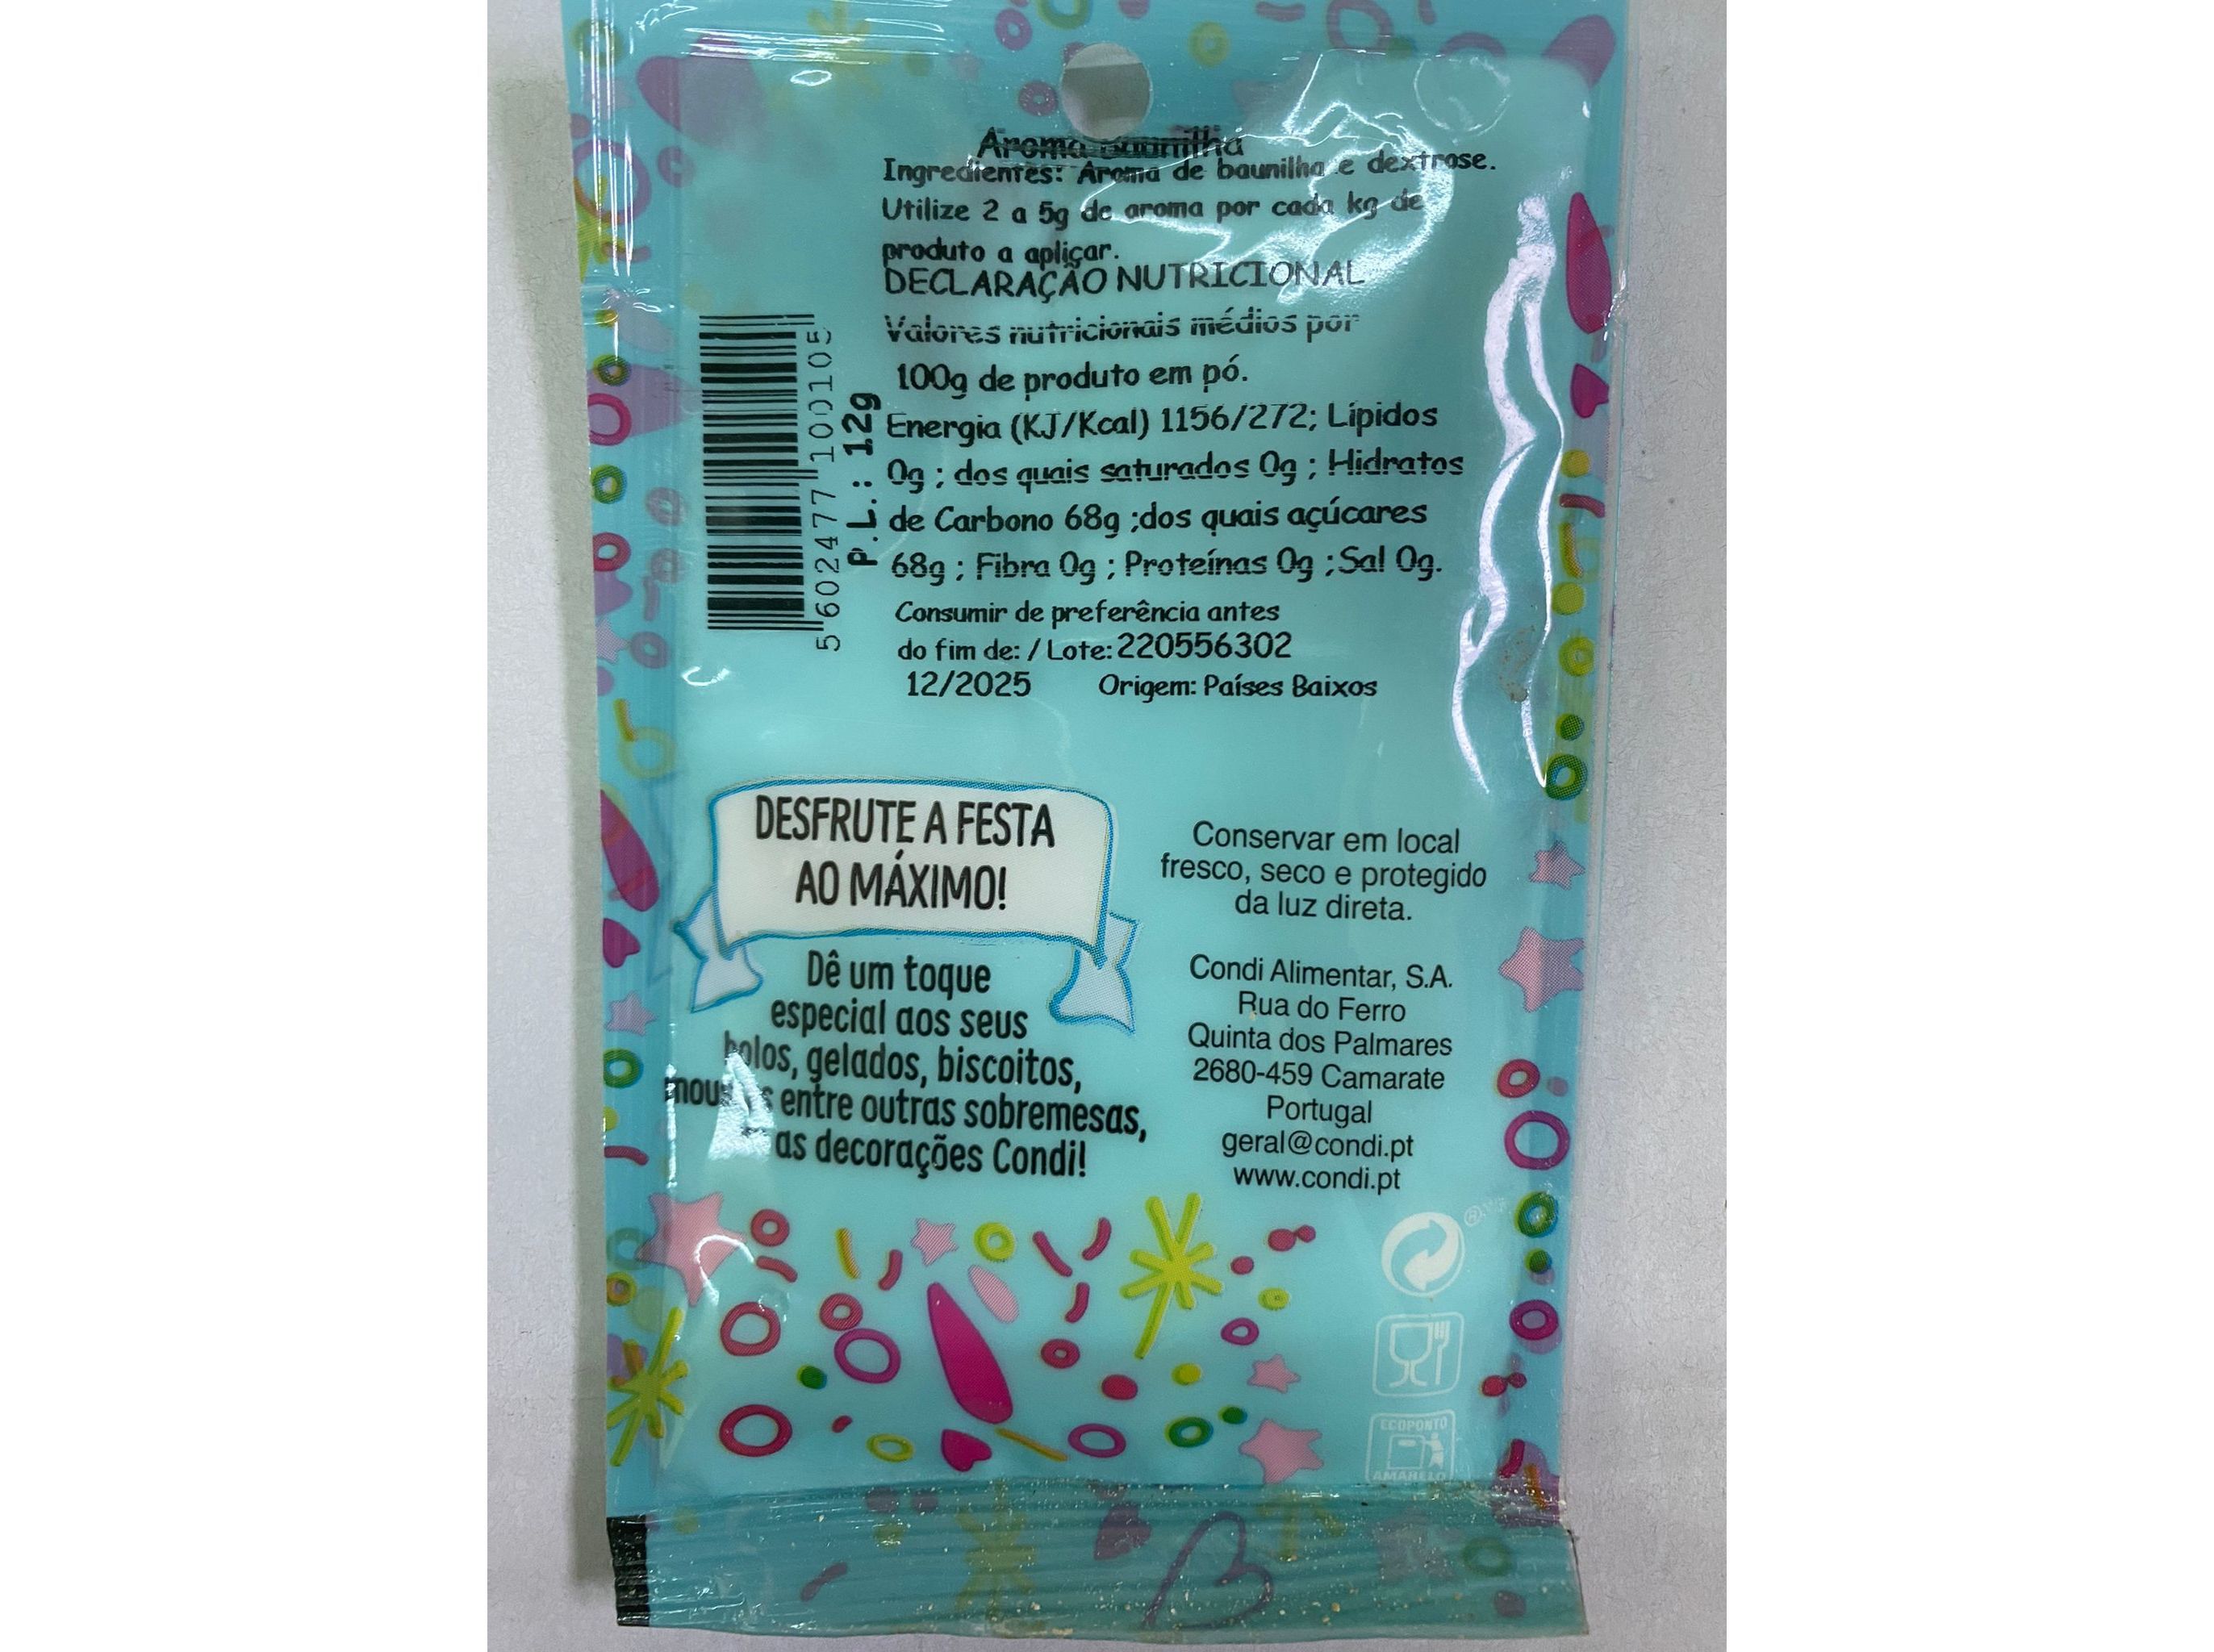 Aroma Baunilha
Ingredientes: Aroma de baunilha e dextrose.
Utilize 2 a 5g de aroma por cada kg de
produto a aplicar.
DECLARAÇÃO NUTRICIONAL
Valores nutricionais médios por
100g de produto em pó.
Energia (KJ/Kcal) 1156/272; Lípidos
0g ; dos quais saturados 0g ; Hidratos
de Carbono 68g ;dos quais açúcares
68g ; Fibra 0g ; Proteínas 0g ;Sal 0g.
Consumir de preferência antes
do fim de: / Lote: 220556302
12/2025 Origem: Países Baixos
5 602477 100105
P.L.: 12g
DESFRUTE A FESTA
AO MÁXIMO!
Dê um toque
especial aos seus
bolos, gelados, biscoitos,
entre outras sobremesas,
as decorações Condi!
Conservar em local
fresco, seco e protegido
da luz direta.
Condi Alimentar, S.A.
Rua do Ferro
Quinta dos Palmares
2680-459 Camarate
Portugal
geral@condi.pt
www.condi.pt
ECOPONTO
AMARELO